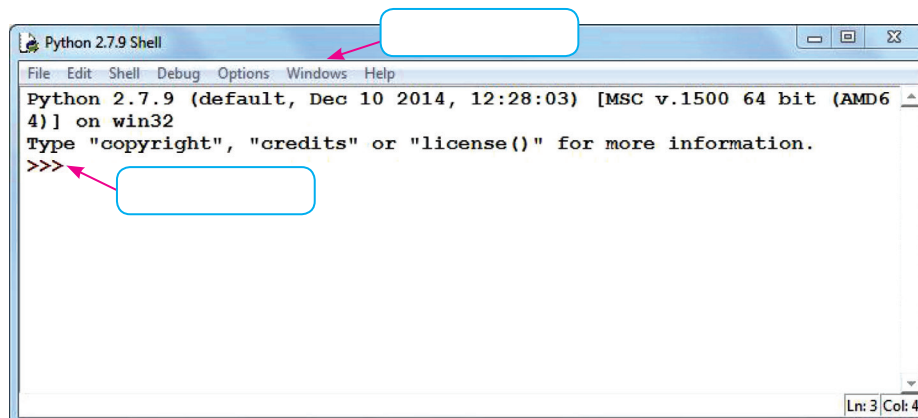 Python 2.7.9 Shell
File Edit Shell Debug Options Windows Help
Python 2.7.9 (default, Dec 10 2014, 12:28:03) [MSC v.1500 64 bit (AMD6
4)] on win32
Type "copyright", "credits" or "license()" for more information.
>>>
Ln: 3 Col: 4